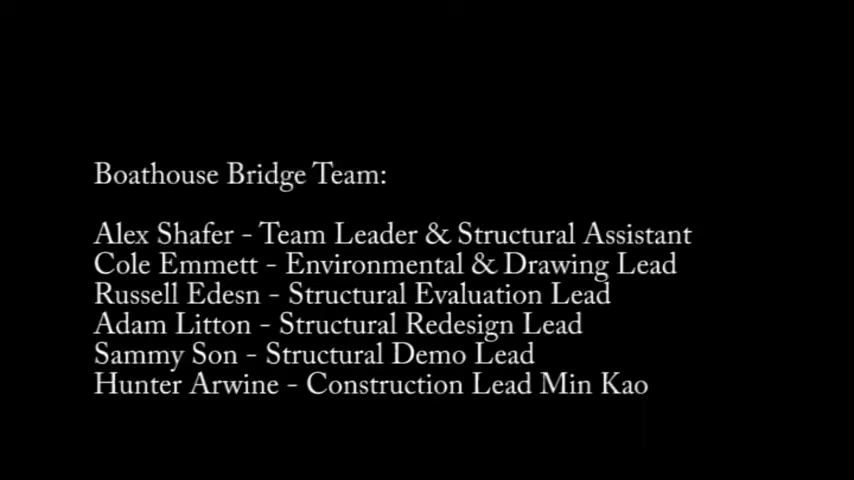 Boathouse Bridge Team:
Alex Shafer - Team Leader & Structural Assistant
Cole Emmett - Environmental & Drawing Lead
Russell Edesn - Structural Evaluation Lead
Adam Litton - Structural Redesign Lead
Sammy Son - Structural Demo Lead
Hunter Arwine - Construction Lead Min Kao